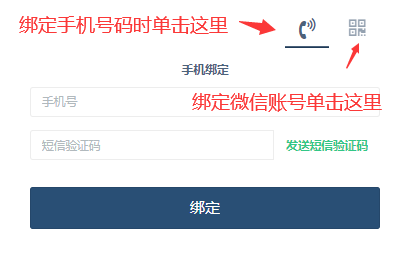 绑定手机号码时单击这里
手机绑定
手机号
绑定微信账号单击这里
短信验证码
发送短信验证码
绑定